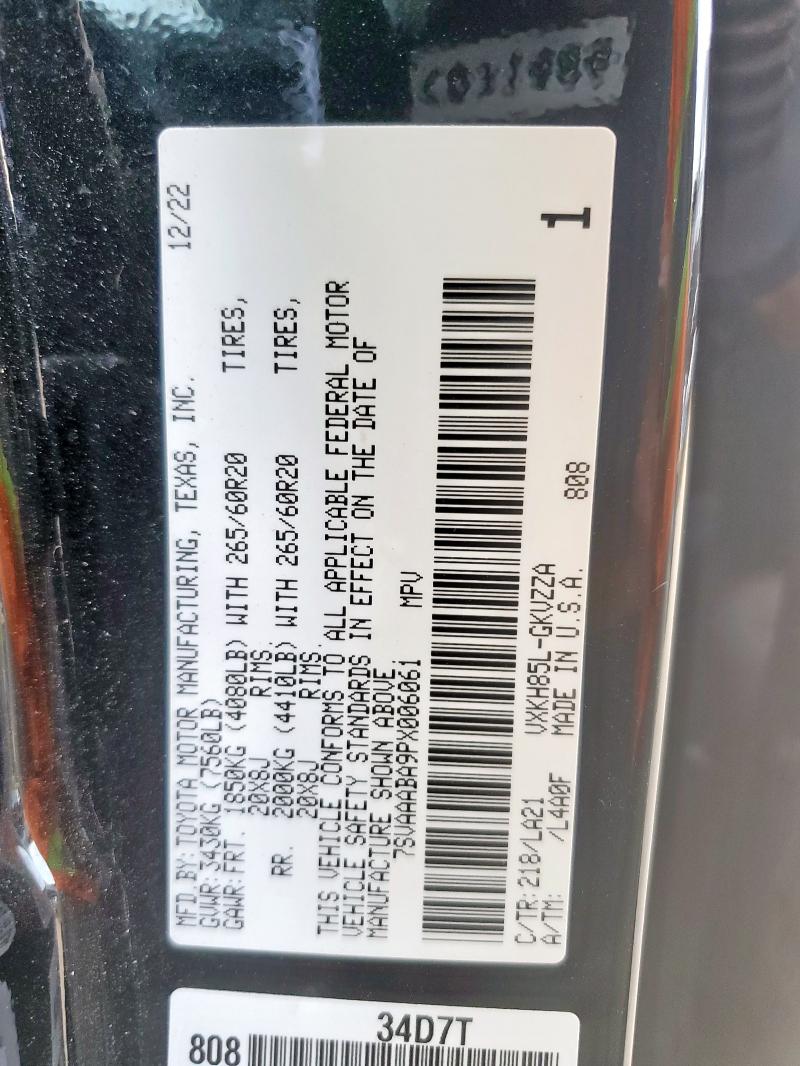 MFD. BY: TOYOTA MOTOR MANUFACTURING, TEXAS, INC. 12/22
GVWR: 3430KG (7560LB)
GAWR: FRT. 1850KG (4080LB) WITH 265/60R20 TIRES,
20X8J RIMS.
RR. 2000KG (4410LB) WITH 265/60R20 TIRES,
20X8J RIMS.
THIS VEHICLE CONFORMS TO ALL APPLICABLE FEDERAL MOTOR
VEHICLE SAFETY STANDARDS IN EFFECT ON THE DATE OF
MANUFACTURE SHOWN ABOVE.
7SVAAABA9PX006061 MPV
1
C/TR: 218/LA21 VXKH85L-GKVZZA 808
A/TM: /L4A0F MADE IN U.S.A.
34D7T
808